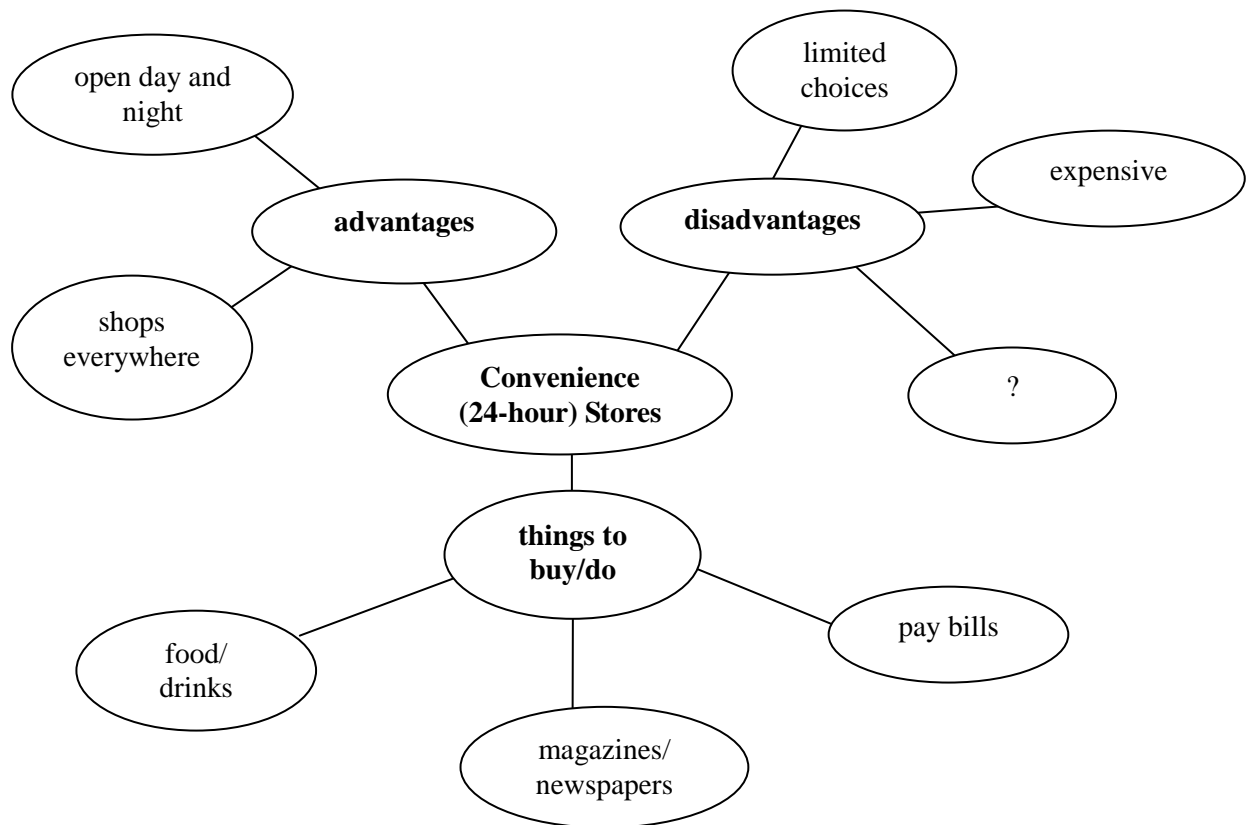 open day and
night
limited
choices
expensive
advantages
disadvantages
shops
everywhere
Convenience
(24-hour) Stores
?
things to
buy/do
food/
drinks
pay bills
magazines/
newspapers